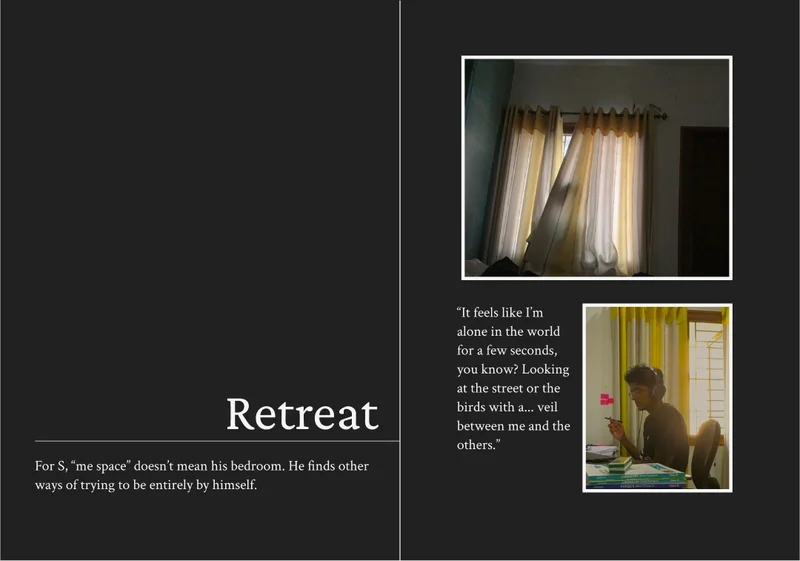 Retreat
For S, “me space” doesn’t mean his bedroom. He finds other
ways of trying to be entirely by himself.
“It feels like I’m
alone in the world
for a few seconds,
you know? Looking
at the street or the
birds with a... veil
between me and the
others.”